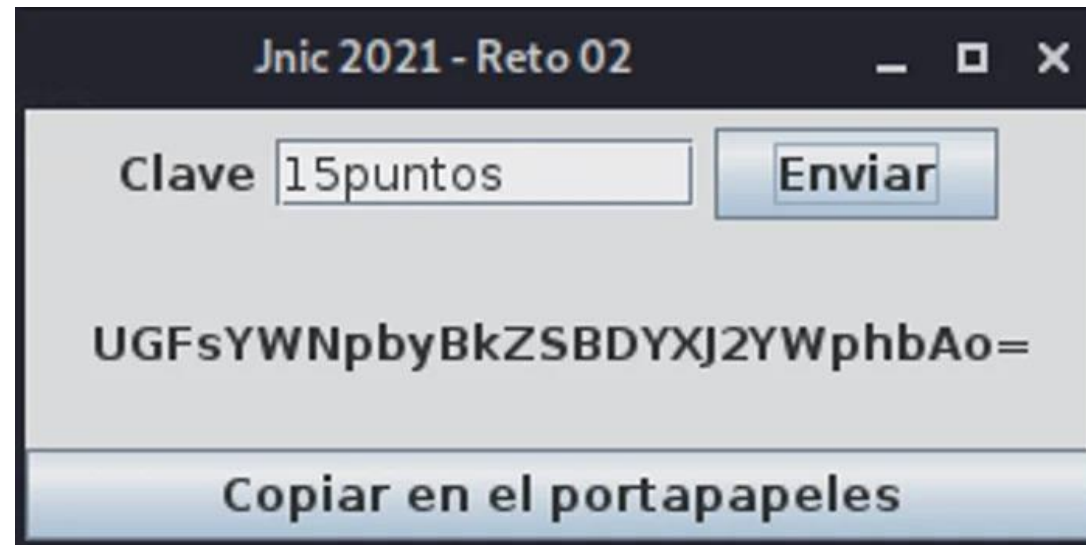 Jnic 2021 - Reto 02
Clave 15puntos Enviar
UGFsYWNpbyBkZSBDYXJ2YWphbAo=
Copiar en el portapapeles